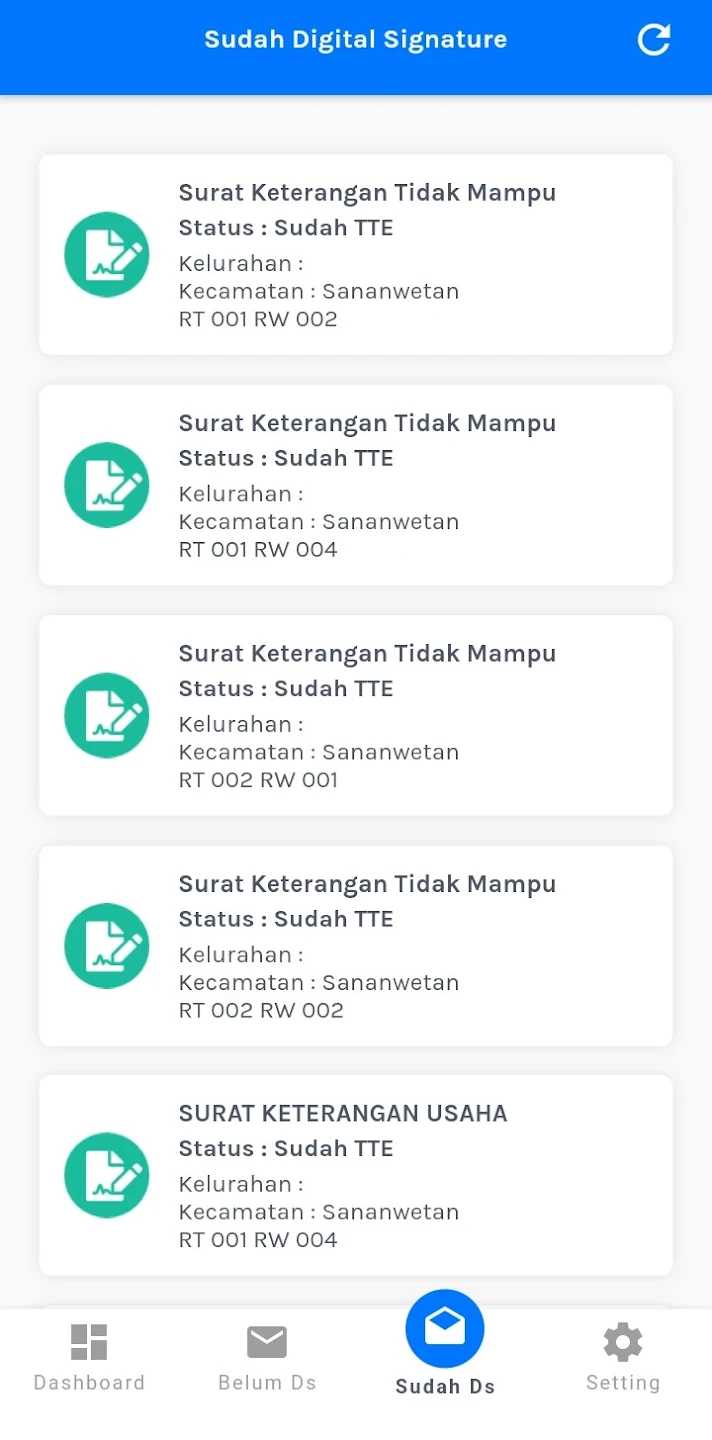 Sudah Digital Signature
Surat Keterangan Tidak Mampu
Status : Sudah TTE
Kelurahan :
Kecamatan : Sananwetan
RT 001 RW 002
Surat Keterangan Tidak Mampu
Status : Sudah TTE
Kelurahan :
Kecamatan : Sananwetan
RT 001 RW 004
Surat Keterangan Tidak Mampu
Status : Sudah TTE
Kelurahan :
Kecamatan : Sananwetan
RT 002 RW 001
Surat Keterangan Tidak Mampu
Status : Sudah TTE
Kelurahan :
Kecamatan : Sananwetan
RT 002 RW 002
SURAT KETERANGAN USAHA
Status : Sudah TTE
Kelurahan :
Kecamatan : Sananwetan
RT 001 RW 004
Dashboard Belum Ds Sudah Ds Setting